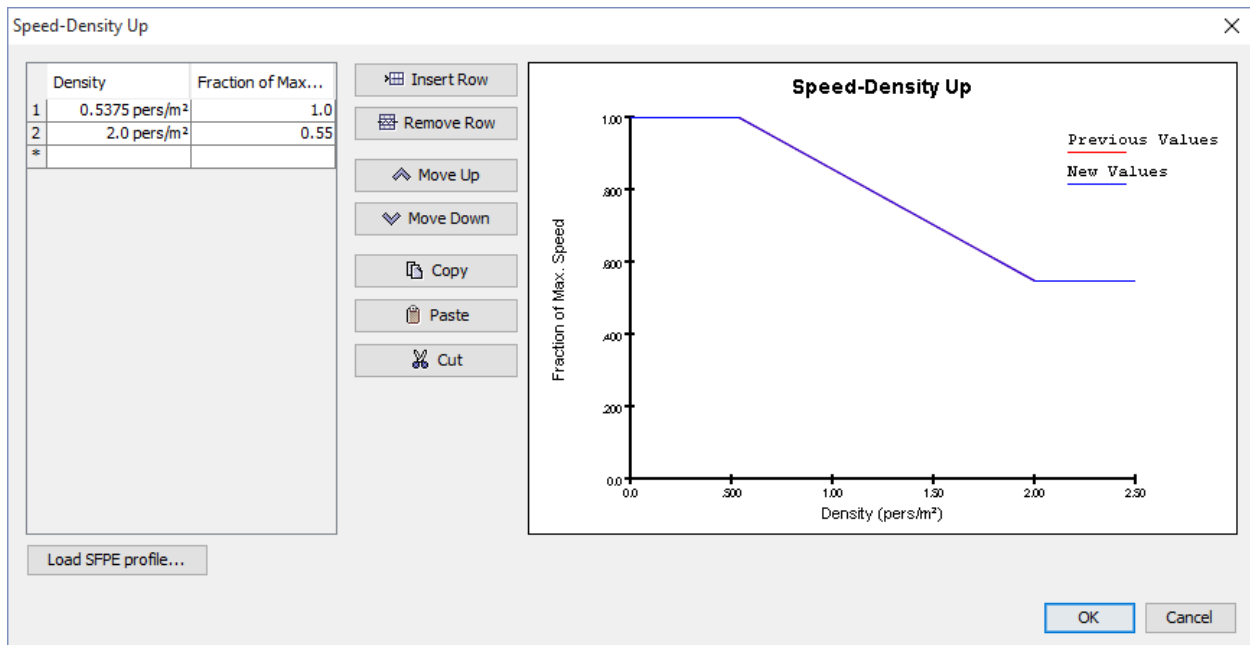 Speed-Density Up
Density Fraction of Max...
1 0.5375 pers/m² 1.0
2 2.0 pers/m² 0.55
*
Insert Row
Remove Row
Move Up
Move Down
Copy
Paste
Cut
Load SFPE profile...
Speed-Density Up
Previous Values
New Values
Fraction of Max. Speed
1.00
.800
.600
.400
.200
0.0
0.0 .500 1.00 1.50 2.00 2.50
Density (pers/m²)
OK Cancel